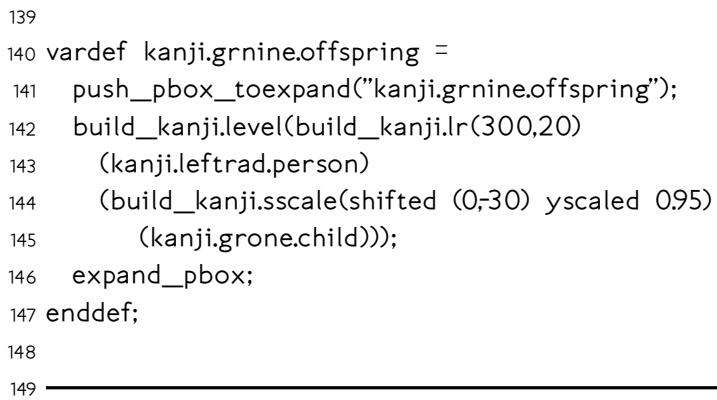 139
140 vardef kanji.grnine.offspring =
141 push_pbox_toexpand("kanji.grnine.offspring");
142 build_kanji.level(build_kanji.lr(300,20)
143 (kanji.leftrad.person)
144 (build_kanji.sscale(shifted (0,-30) yscaled 0.95)
145 (kanji.grone.child)));
146 expand_pbox;
147 enddef;
148
149